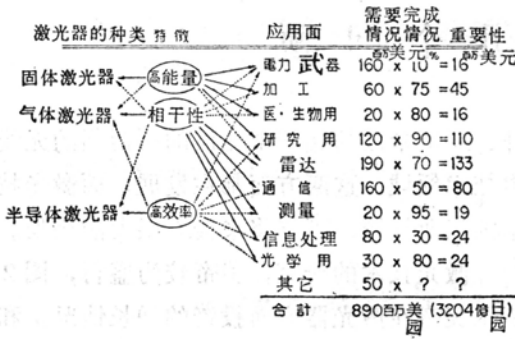 激光器的种类 特徵 应用面 需要完成
情况情况 重要性
百万美元 % 百万美元
固体激光器 高能量 電力 武器 160 x 10 = 16
加 工 60 x 75 = 45
气体激光器 相干性 医·生物用 20 x 80 = 16
研 究 用 120 x 90 = 110
雷达 190 x 70 = 133
通 信 160 x 50 = 80
半导体激光器 高效率 测量 20 x 95 = 19
信息处理 80 x 30 = 24
光 学 用 30 x 80 = 24
其它 50 x ? ?
合 計 890百万美 (3204億日)
园 园